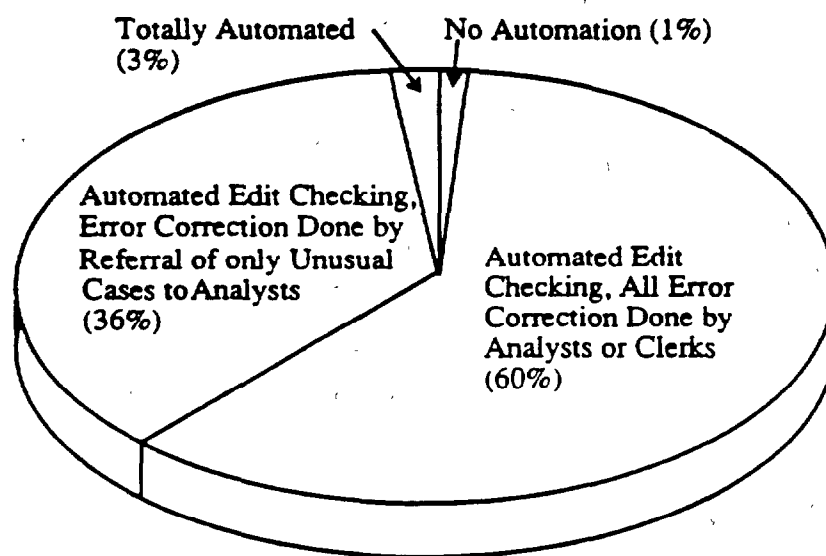 Totally Automated
(3%)
No Automation (1%)
Automated Edit Checking,
Error Correction Done by
Referral of only Unusual
Cases to Analysts
(36%)
Automated Edit
Checking, All Error
Correction Done by
Analysts or Clerks
(60%)